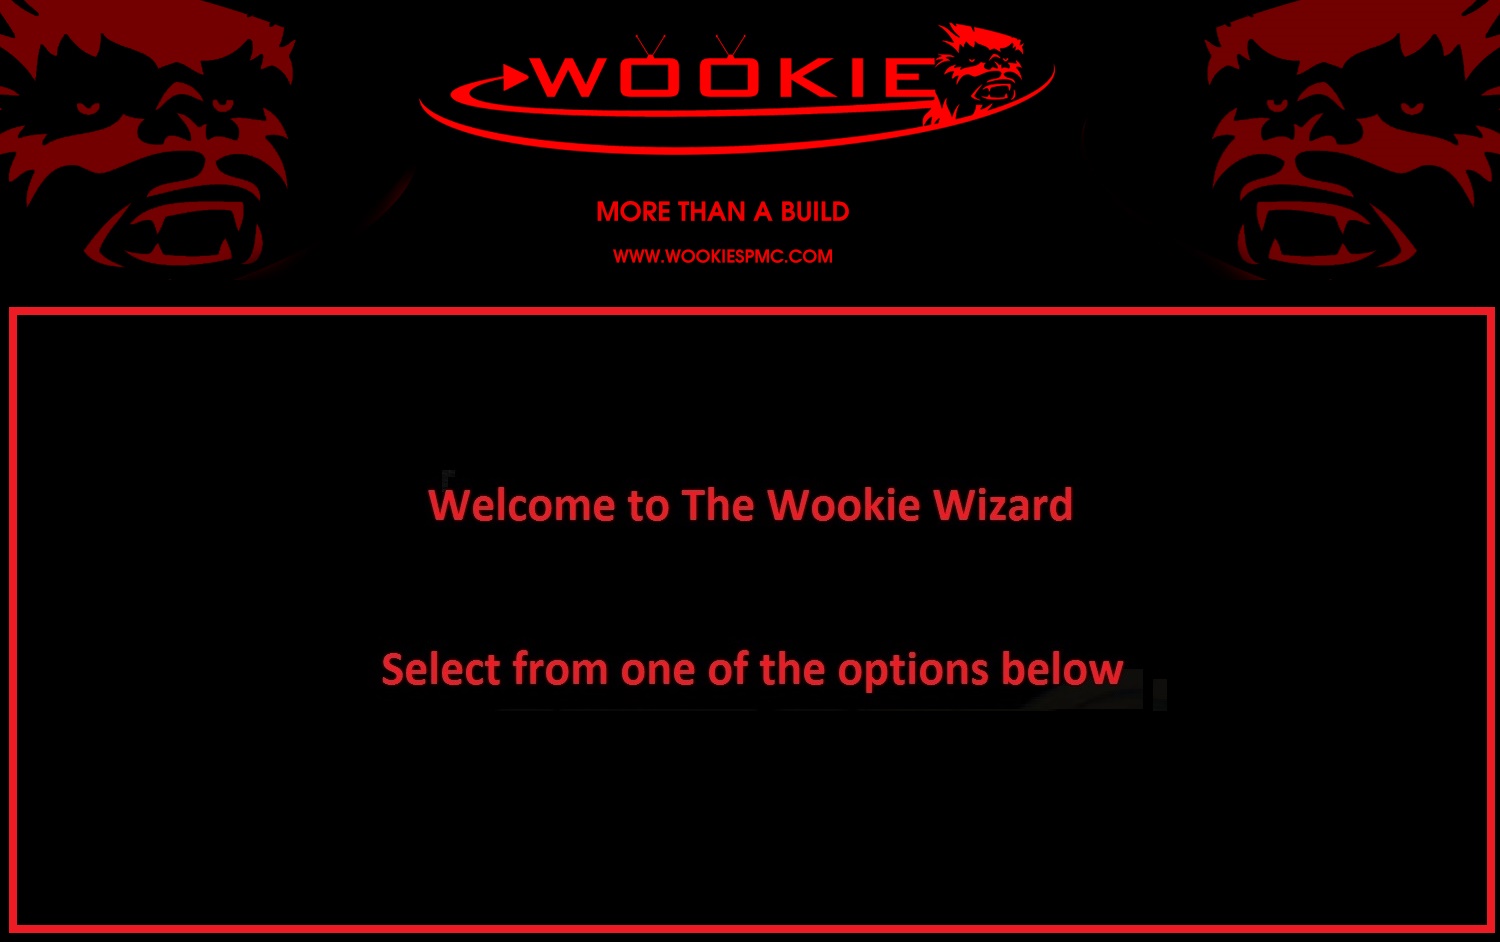 WOOKIE
MORE THAN A BUILD
WWW.WOOKIESPMC.COM
Welcome to The Wookie Wizard
Select from one of the options below